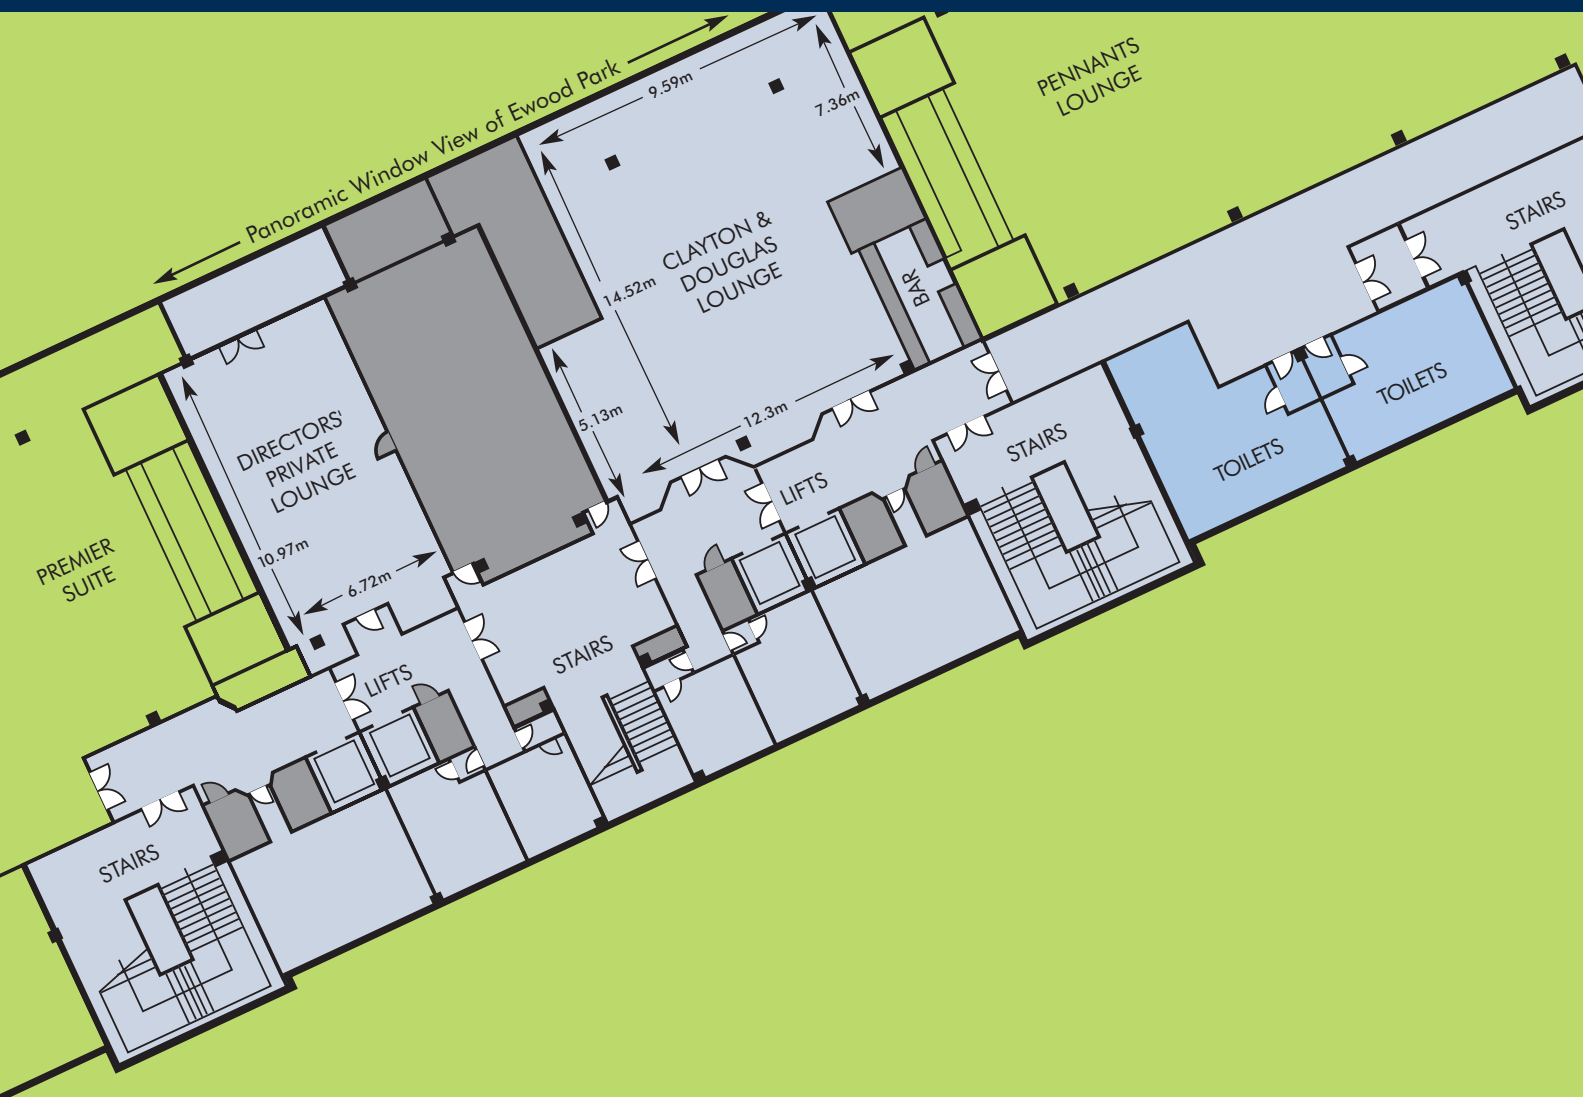 Panoramic Window View of Ewood Park
9.59m
7.36m
PENNANTS
LOUNGE
STAIRS
CLAYTON &
DOUGLAS
LOUNGE
BAR
14.52m
5.13m
12.3m
DIRECTORS'
PRIVATE
LOUNGE
10.97m
6.72m
PREMIER
SUITE
LIFTS
STAIRS
TOILETS
TOILETS
STAIRS
LIFTS
STAIRS